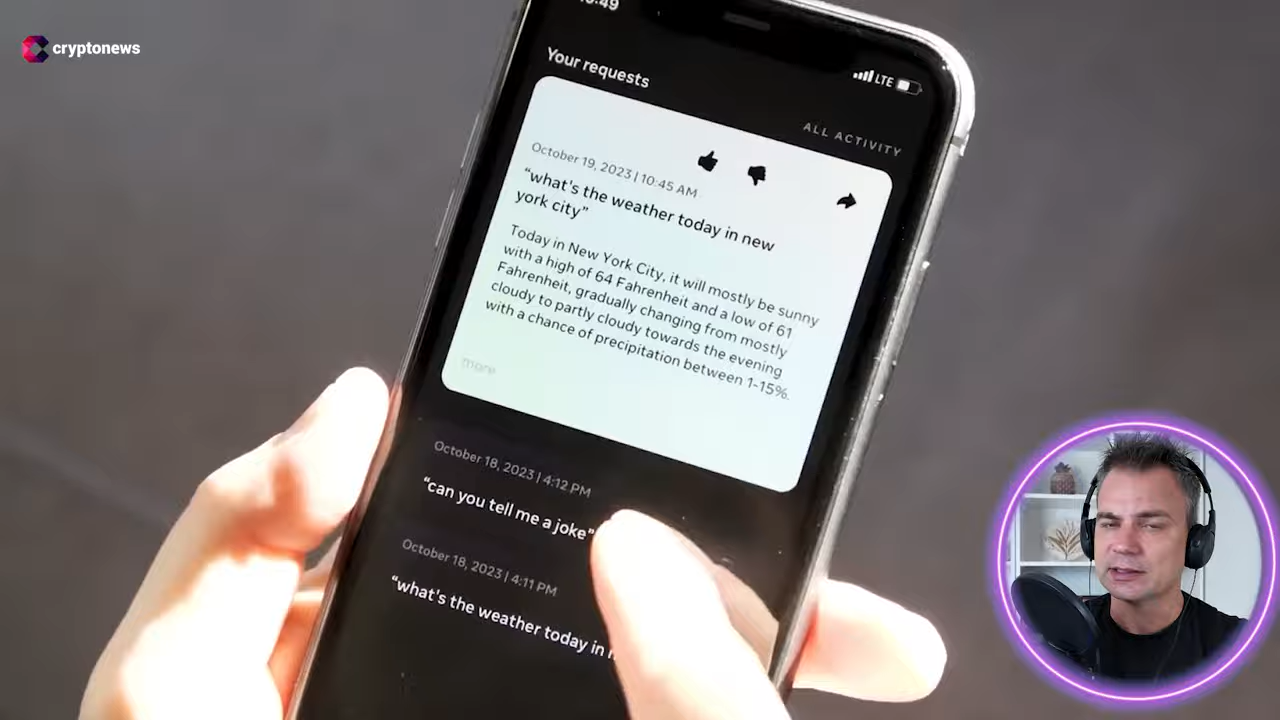 cryptonews
Your requests
LTE
ALL ACTIVITY
October 19, 2023 | 10:45 AM
“what's the weather today in new
york city”
Today in New York City, it will mostly be sunny
with a high of 64 Fahrenheit and a low of 61
Fahrenheit, gradually changing from mostly
cloudy to partly cloudy towards the evening
with a chance of precipitation between 1-15%.
more
October 18, 2023 | 4:12 PM
“can you tell me a joke”
October 18, 2023 | 4:11 PM
“what's the weather today in